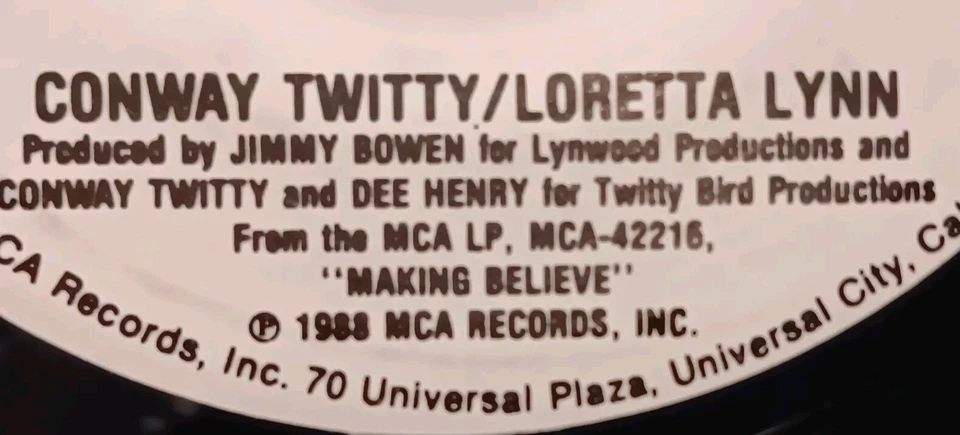 CONWAY TWITTY/LORETTA LYNN
Produced by JIMMY BOWEN for Lynwood Productions and
CONWAY TWITTY and DEE HENRY for Twitty Bird Productions
From the MCA LP, MCA-42216,
"MAKING BELIEVE"
℗ 1988 MCA RECORDS, INC.
CA Records, Inc. 70 Universal Plaza, Universal City, Cal